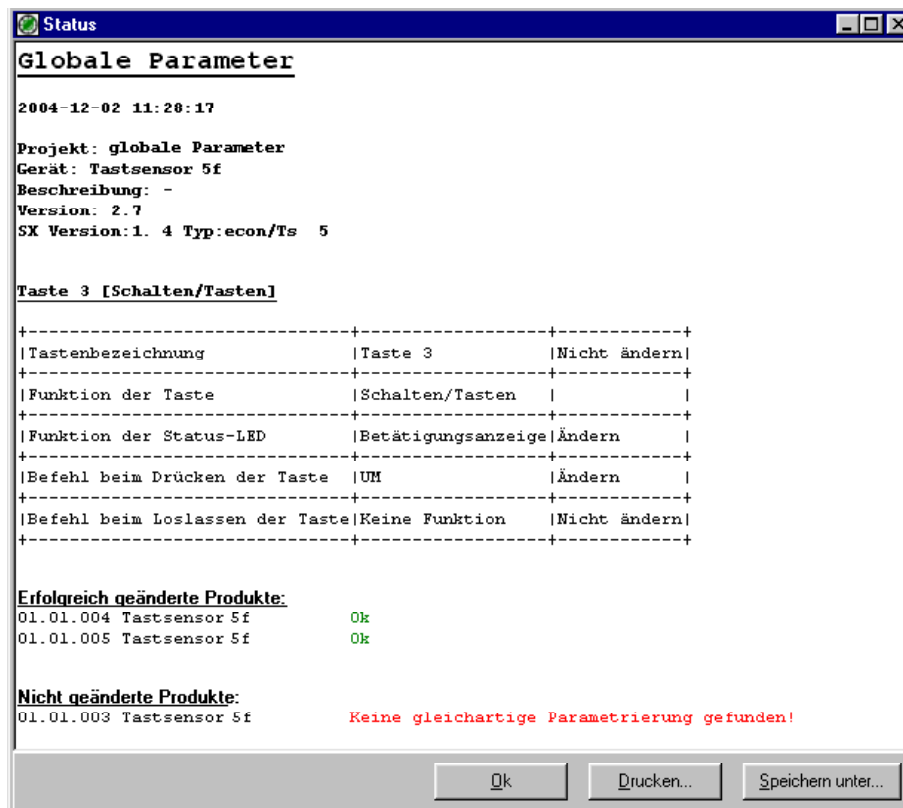 Status
Globale Parameter
2004-12-02 11:28:17
Projekt: globale Parameter
Gerät: Tastsensor 5f
Beschreibung: -
Version: 2.7
SX Version:1. 4 Typ:econ/Ts  5
Taste 3 [Schalten/Tasten]
+-------------------------------+------------------+------------+
|Tastenbezeichnung              |Taste 3           |Nicht ändern|
+-------------------------------+------------------+------------+
|Funktion der Taste             |Schalten/Tasten   |            |
+-------------------------------+------------------+------------+
|Funktion der Status-LED        |Betätigungsanzeige|Ändern      |
+-------------------------------+------------------+------------+
|Befehl beim Drücken der Taste  |UM                |Ändern      |
+-------------------------------+------------------+------------+
|Befehl beim Loslassen der Taste|Keine Funktion    |Nicht ändern|
+-------------------------------+------------------+------------+
Erfolgreich geänderte Produkte:
01.01.004 Tastsensor 5f Ok
01.01.005 Tastsensor 5f Ok
Nicht geänderte Produkte:
01.01.003 Tastsensor 5f Keine gleichartige Parametrierung gefunden!
Ok Drucken... Speichern unter...